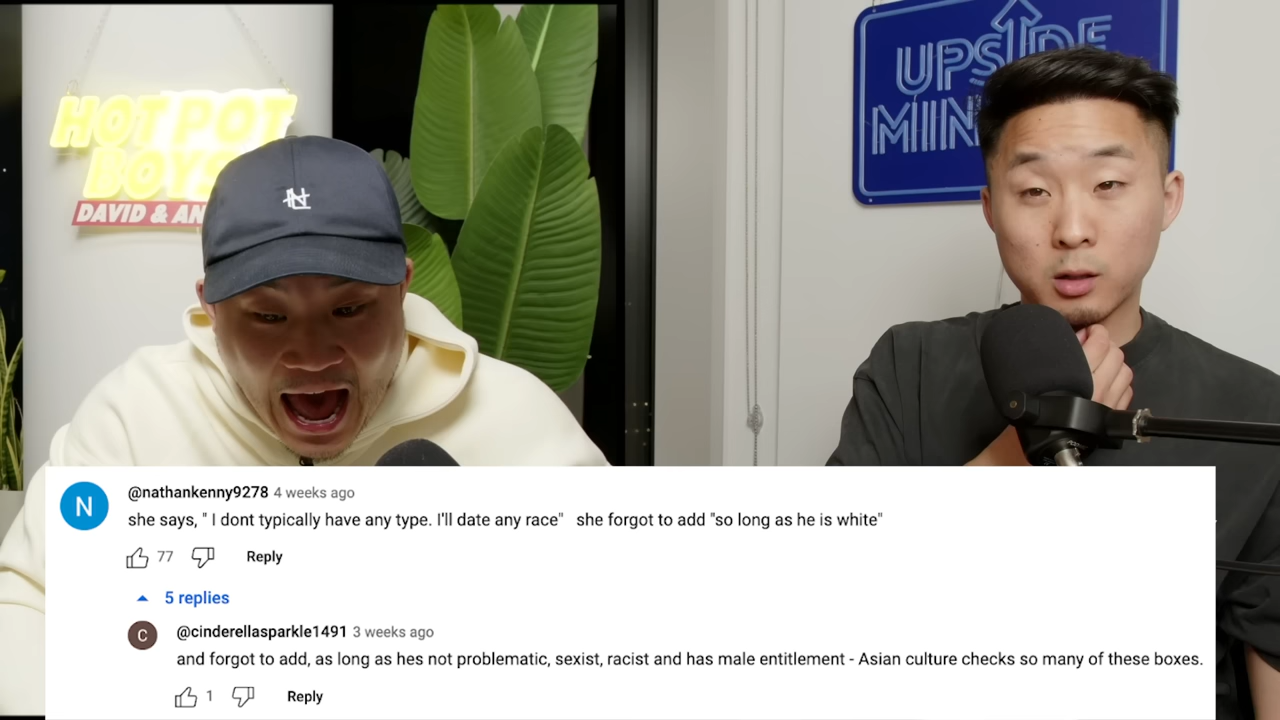 HOT POT
BOYS
DAVID & AN
UPSIDE
MIN
N
@nathankenny9278 4 weeks ago
she says, " I dont typically have any type. I'll date any race"   she forgot to add "so long as he is white"
77
Reply
5 replies
C
@cinderellasparkle1491 3 weeks ago
and forgot to add, as long as hes not problematic, sexist, racist and has male entitlement - Asian culture checks so many of these boxes.
1
Reply